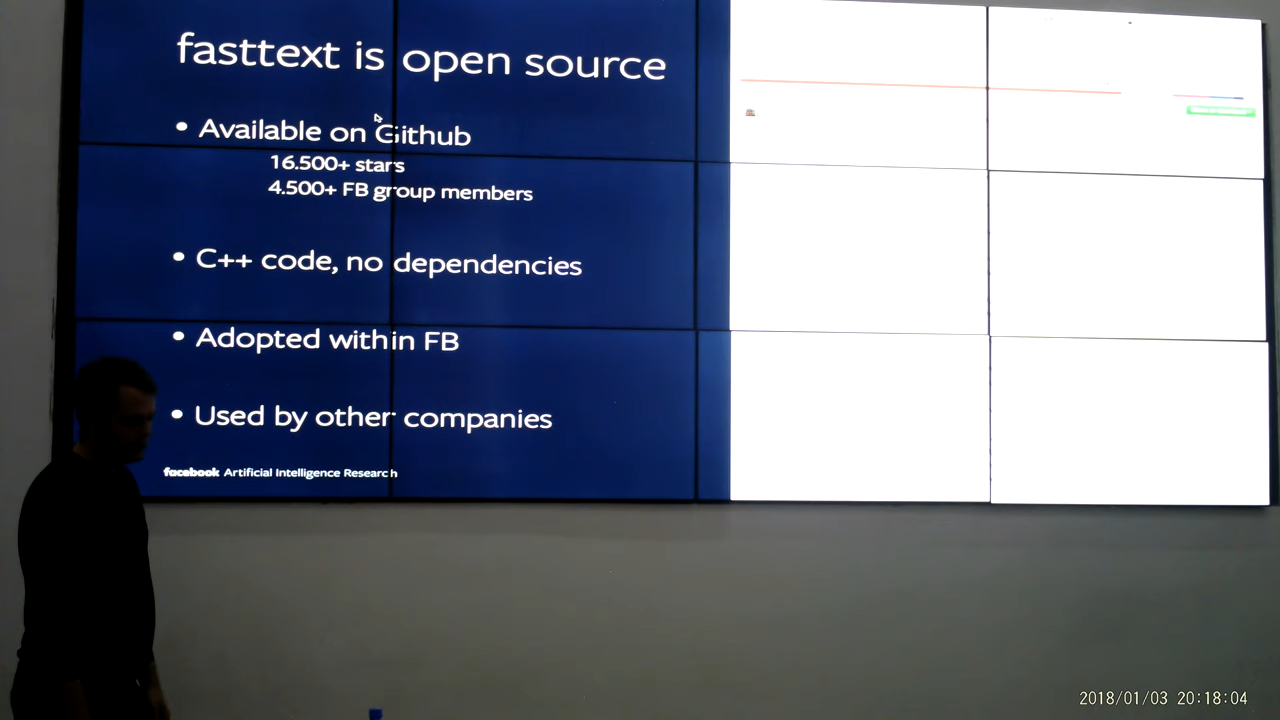 fasttext is open source
• Available on Github
16.500+ stars
4.500+ FB group members
• C++ code, no dependencies
• Adopted within FB
• Used by other companies
facebook Artificial Intelligence Research
2018/01/03 20:18:04